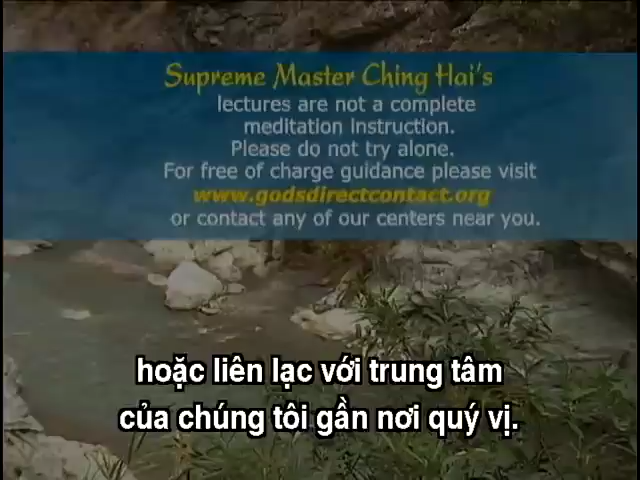 Supreme Master Ching Hai's
lectures are not a complete
meditation instruction.
Please do not try alone.
For free of charge guidance please visit
www.godsdirectcontact.org
or contact any of our centers near you.
hoặc liên lạc với trung tâm
của chúng tôi gần nơi quý vị.